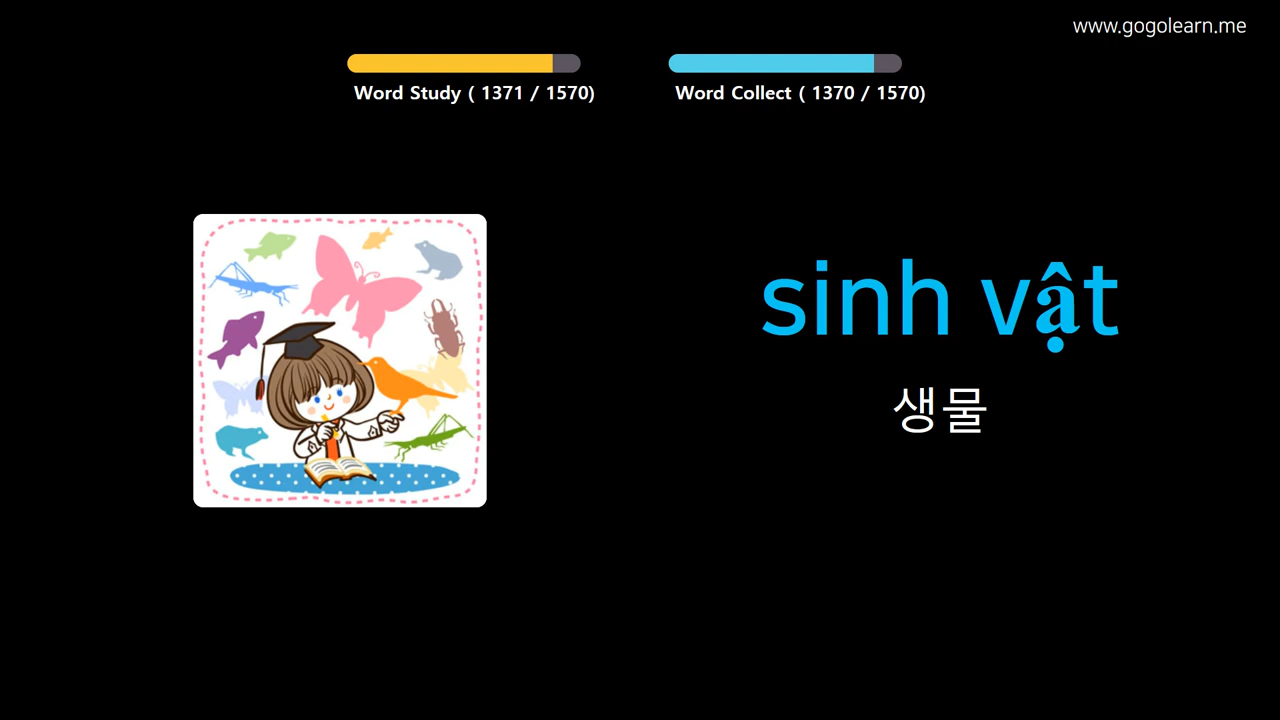 www.gogolearn.me
Word Study ( 1371 / 1570)
Word Collect ( 1370 / 1570)
sinh vật
생물